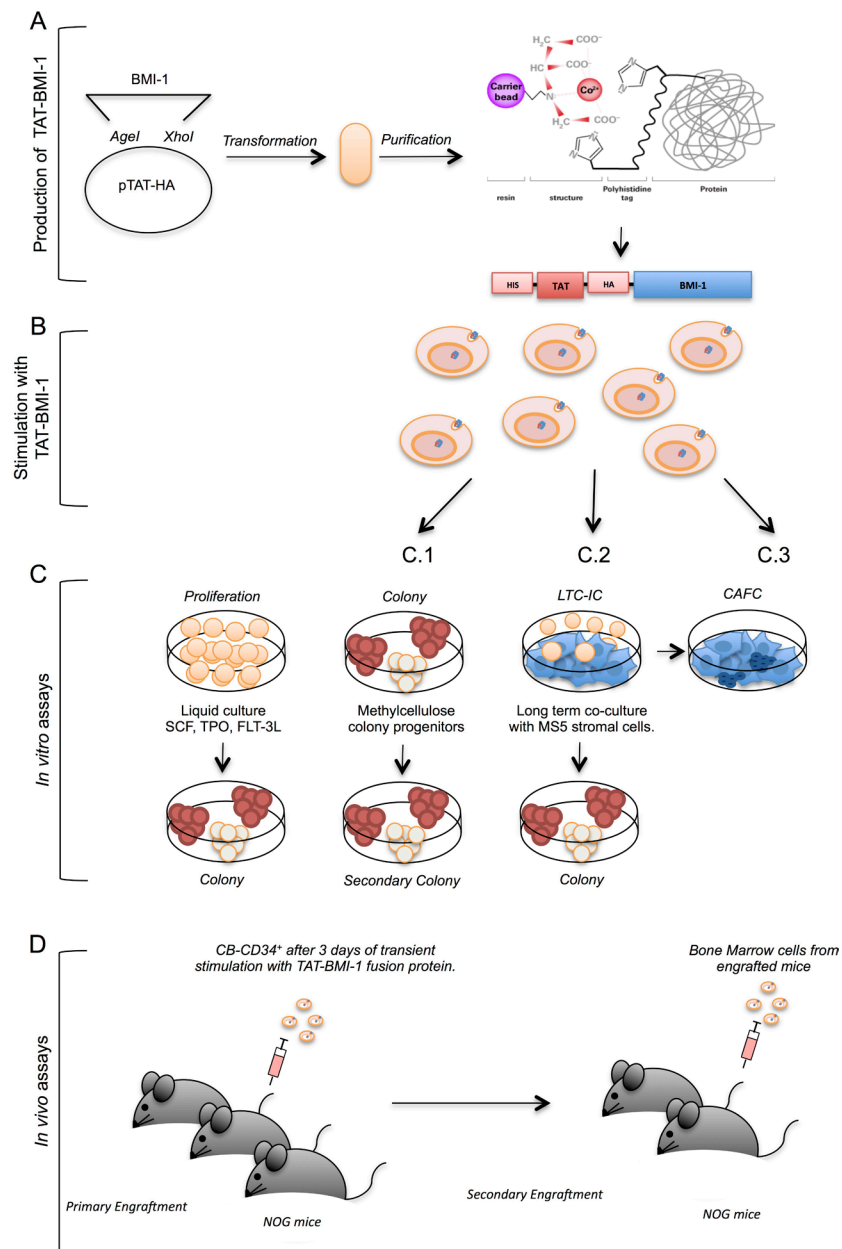 A
Production of TAT-BMI-1
BMI-1
AgeI XhoI
pTAT-HA
Transformation
Purification
H₂C COO⁻
HC COO⁻
Carrier
bead
N
Co²⁺
H₂C COO⁻
N
N
N
N
resin structure Polyhistidine
tag Protein
HIS TAT HA BMI-1
B
Stimulation with
TAT-BMI-1
C.1 C.2 C.3
C
In vitro assays
Proliferation Colony LTC-IC CAFC
Liquid culture
SCF, TPO, FLT-3L
Methylcellulose
colony progenitors
Long term co-culture
with MS5 stromal cells.
Colony Secondary Colony Colony
D
In vivo assays
CB-CD34⁺ after 3 days of transient
stimulation with TAT-BMI-1 fusion protein.
Bone Marrow cells from
engrafted mice
Primary Engraftment
NOG mice
Secondary Engraftment
NOG mice